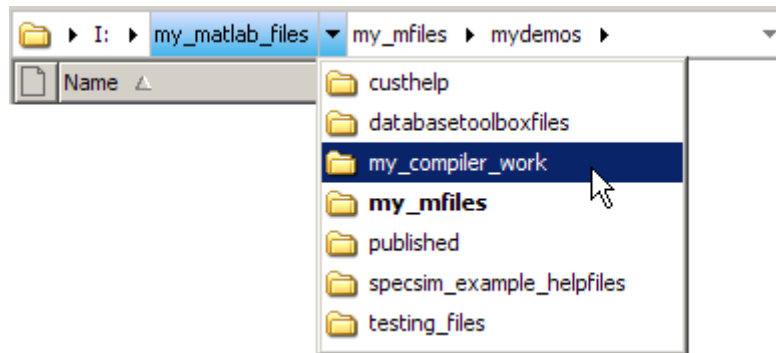 I: my_matlab_files my_mfiles mydemos
Name
custhelp
databasetoolboxfiles
my_compiler_work
my_mfiles
published
specsim_example_helpfiles
testing_files